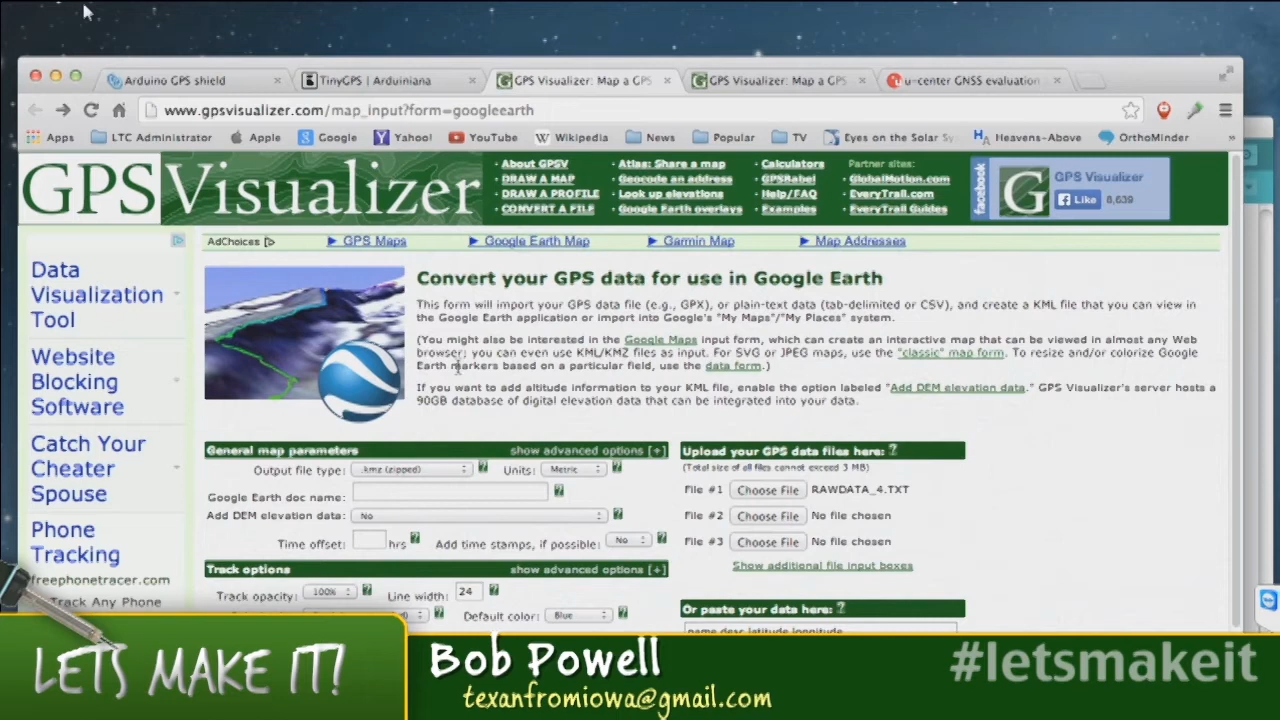 Arduino GPS shield
TinyGPS | Arduiniana
GPS Visualizer: Map a GPS
GPS Visualizer: Map a GPS
u-center GNSS evaluation
www.gpsvisualizer.com/map_input?form=googleearth
Apps LTC Administrator Apple Google Yahoo! YouTube Wikipedia News Popular TV Eyes on the Solar Heavens-Above OrthoMinder »
GPS Visualizer
· About GPSV · Atlas: Share a map · Calculators Partner sites:
· DRAW A MAP · Geocode an address · GPSBabel · GlobalMotion.com
· DRAW A PROFILE · Look up elevations · Help/FAQ · EveryTrail.com
· CONVERT A FILE · Google Earth overlays · Examples · EveryTrail Guides
facebook
GPS Visualizer
Like 8,639
AdChoices ► GPS Maps ► Google Earth Map ► Garmin Map ► Map Addresses
Data
Visualization
Tool
Website
Blocking
Software
Catch Your
Cheater
Spouse
Phone
Tracking
freephonetracer.com
Track Any Phone
Convert your GPS data for use in Google Earth
This form will import your GPS data file (e.g., GPX), or plain-text data (tab-delimited or CSV), and create a KML file that you can view in
the Google Earth application or import into Google's "My Maps"/"My Places" system.
(You might also be interested in the Google Maps input form, which can create an interactive map that can be viewed in almost any Web
browser; you can even use KML/KMZ files as input. For SVG or JPEG maps, use the "classic" map form. To resize and/or colorize Google
Earth markers based on a particular field, use the data form.)
If you want to add altitude information to your KML file, enable the option labeled "Add DEM elevation data." GPS Visualizer's server hosts a
90GB database of digital elevation data that can be integrated into your data.
General map parameters show advanced options [+]
Output file type: .kmz (zipped) ? Units: Metric ?
Google Earth doc name: ?
Add DEM elevation data: No ?
Time offset: hrs ? Add time stamps, if possible: No ?
Track options show advanced options [+]
Track opacity: 100% ? Line width: 24 ?
Default color: Blue ?
Upload your GPS data files here: ?
(Total size of all files cannot exceed 3 MB)
File #1 Choose File RAWDATA_4.TXT
File #2 Choose File No file chosen
File #3 Choose File No file chosen
Show additional file input boxes
Or paste your data here: ?
name,desc,latitude,longitude
LETS MAKE IT!
Bob Powell
texanfromiowa@gmail.com
#letsmakeit